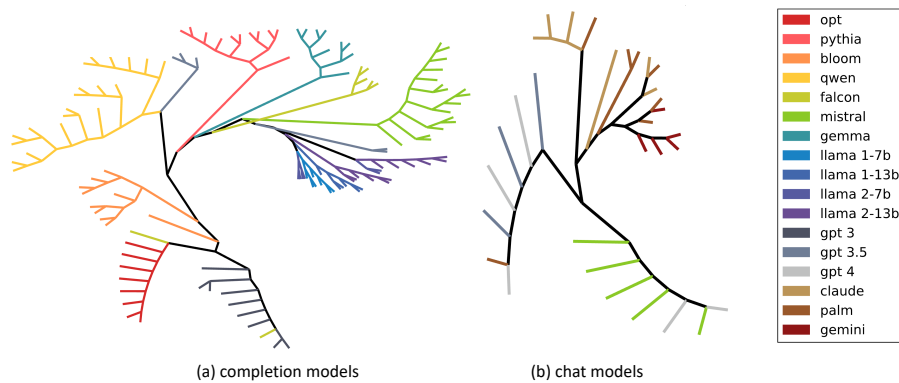 opt
pythia
bloom
qwen
falcon
mistral
gemma
llama 1-7b
llama 1-13b
llama 2-7b
llama 2-13b
gpt 3
gpt 3.5
gpt 4
claude
palm
gemini
(a) completion models
(b) chat models